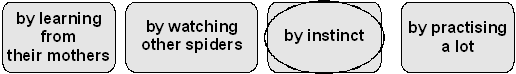 by learning
from
their mothers
by watching
other spiders
by instinct
by practising
a lot